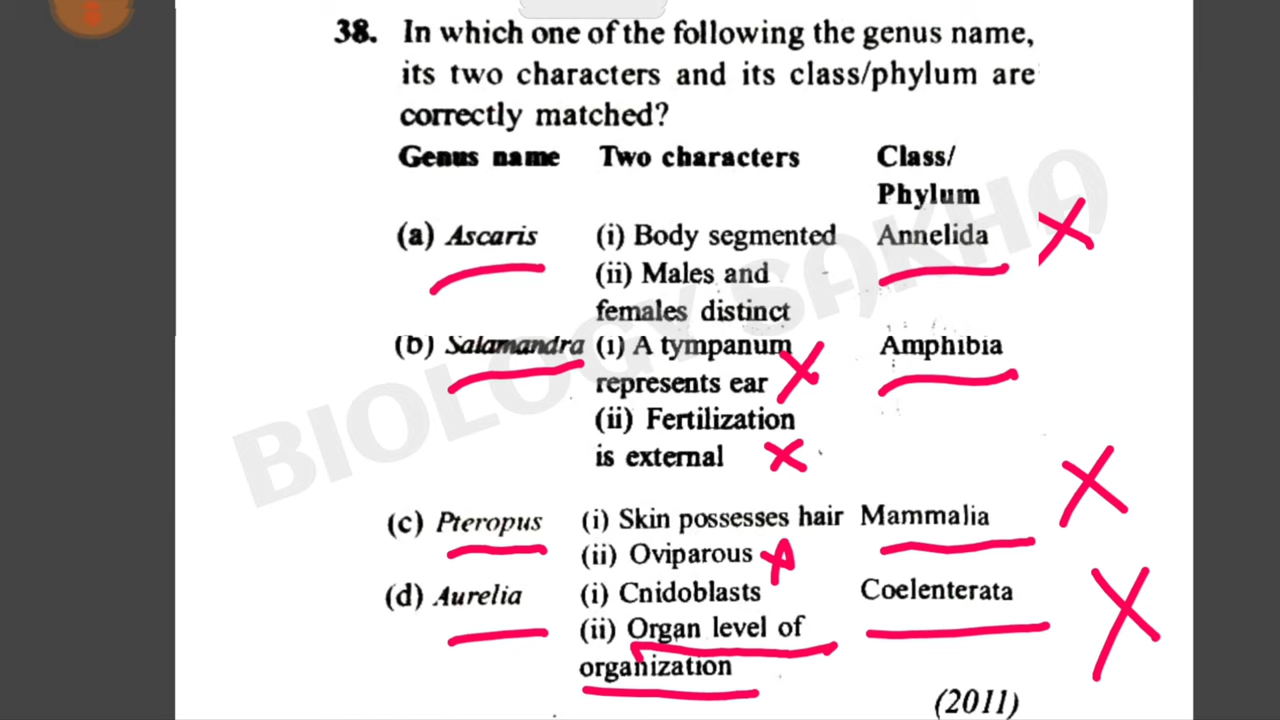 38. In which one of the following the genus name,
its two characters and its class/phylum are
correctly matched?
Genus name Two characters Class/
Phylum
(a) Ascaris (i) Body segmented Annelida
(ii) Males and
females distinct
(b) Salamandra (i) A tympanum Amphibia
represents ear
(ii) Fertilization
is external
(c) Pteropus (i) Skin possesses hair Mammalia
(ii) Oviparous
(d) Aurelia (i) Cnidoblasts Coelenterata
(ii) Organ level of
organization
(2011)
BIOLOGY SAKHA